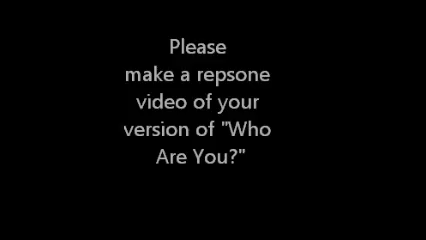 Please
make a repsone
video of your
version of "Who
Are You?"